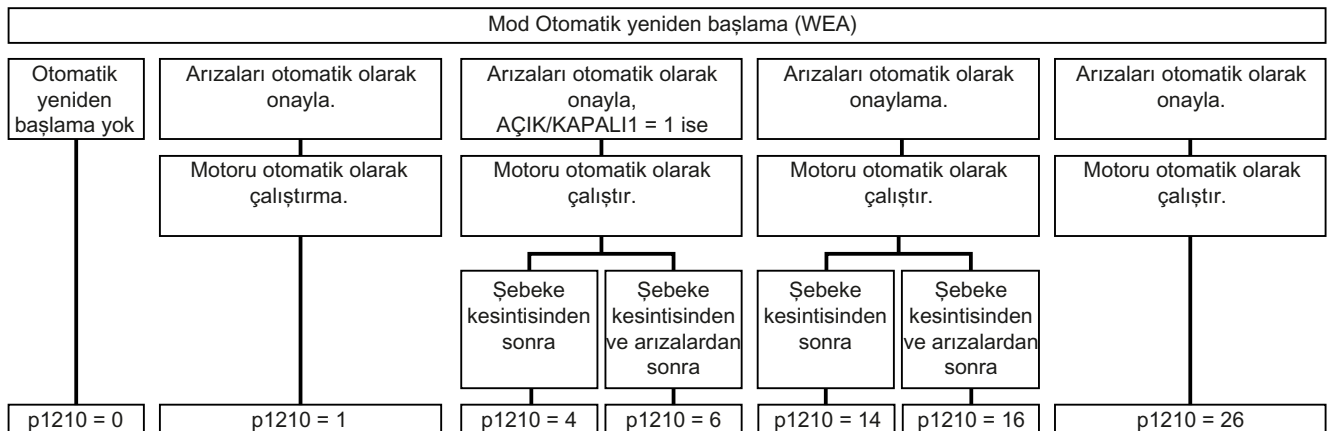 Mod Otomatik yeniden başlama (WEA)
Otomatik
yeniden
başlama yok
Arızaları otomatik olarak
onayla.
Arızaları otomatik olarak
onayla,
AÇIK/KAPALI1 = 1 ise
Arızaları otomatik olarak
onaylama.
Arızaları otomatik olarak
onayla.
Motoru otomatik olarak
çalıştırma.
Motoru otomatik olarak
çalıştır.
Motoru otomatik olarak
çalıştır.
Motoru otomatik olarak
çalıştır.
Şebeke
kesintisinden
sonra
Şebeke
kesintisinden
ve arızalardan
sonra
Şebeke
kesintisinden
sonra
Şebeke
kesintisinden
ve arızalardan
sonra
p1210 = 0
p1210 = 1
p1210 = 4
p1210 = 6
p1210 = 14
p1210 = 16
p1210 = 26